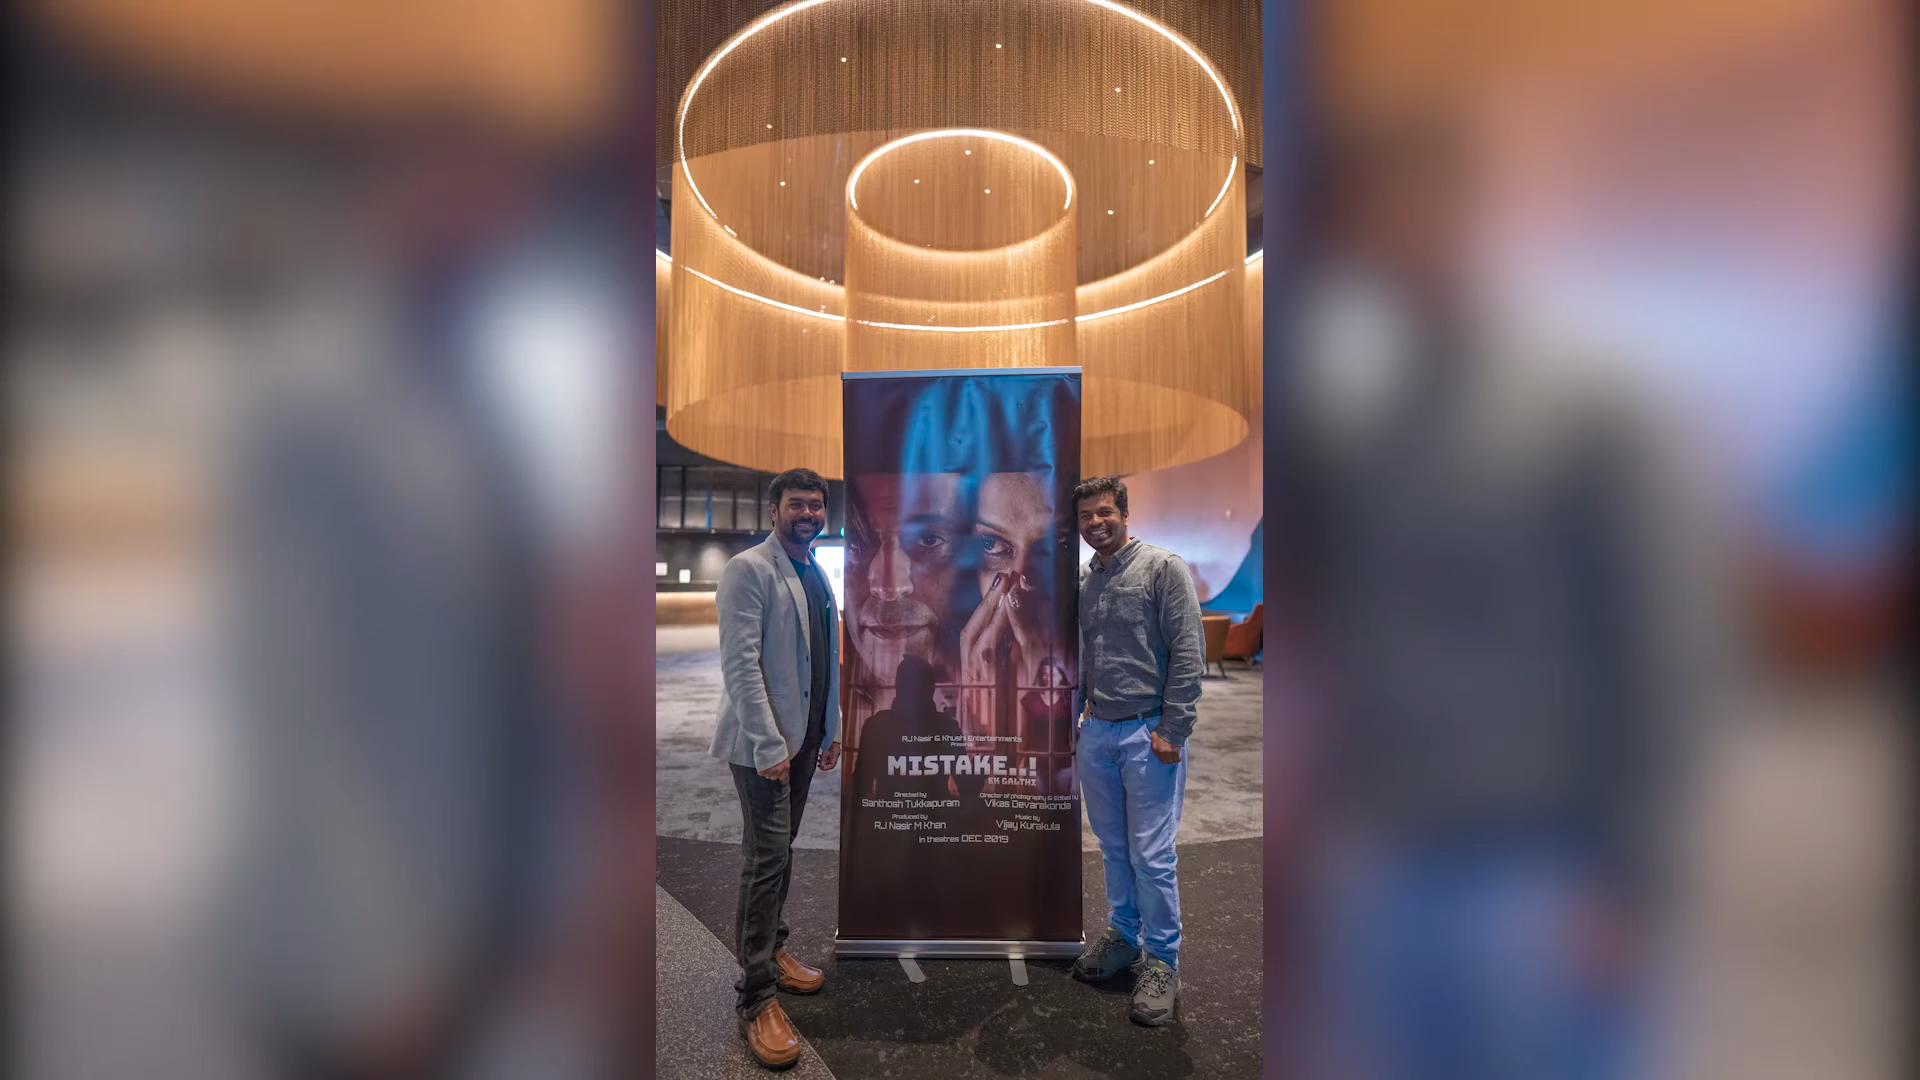 RJ Nasir & Khushi Entertainments
Presents
MISTAKE..!
EK GALTHI
Directed by
Santhosh Tukkapuram
Director of photography & Edited by
Vikas Devarakonda
Produced by
RJ Nasir M Khan
Music by
Vijay Kurakula
in theatres DEC 2019